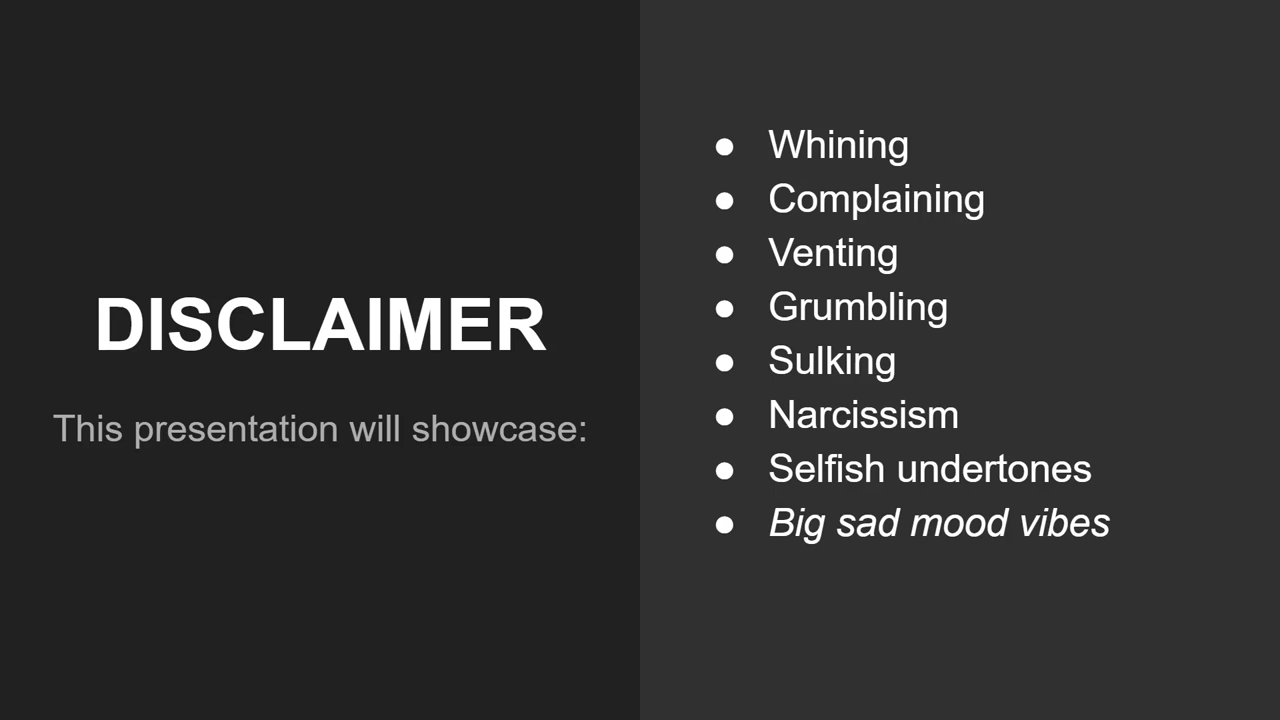 DISCLAIMER
This presentation will showcase:
● Whining
● Complaining
● Venting
● Grumbling
● Sulking
● Narcissism
● Selfish undertones
● Big sad mood vibes